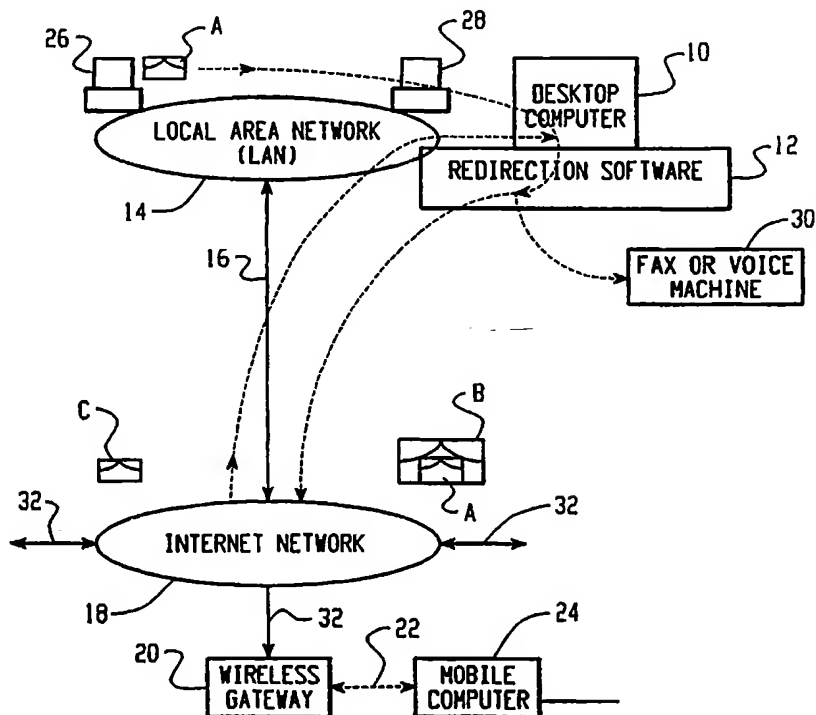 26
A
28
10
DESKTOP
COMPUTER
LOCAL AREA NETWORK
(LAN)
12
REDIRECTION SOFTWARE
14
16
30
FAX OR VOICE
MACHINE
C
B
A
32
32
INTERNET NETWORK
18
32
20
22
24
WIRELESS
GATEWAY
MOBILE
COMPUTER